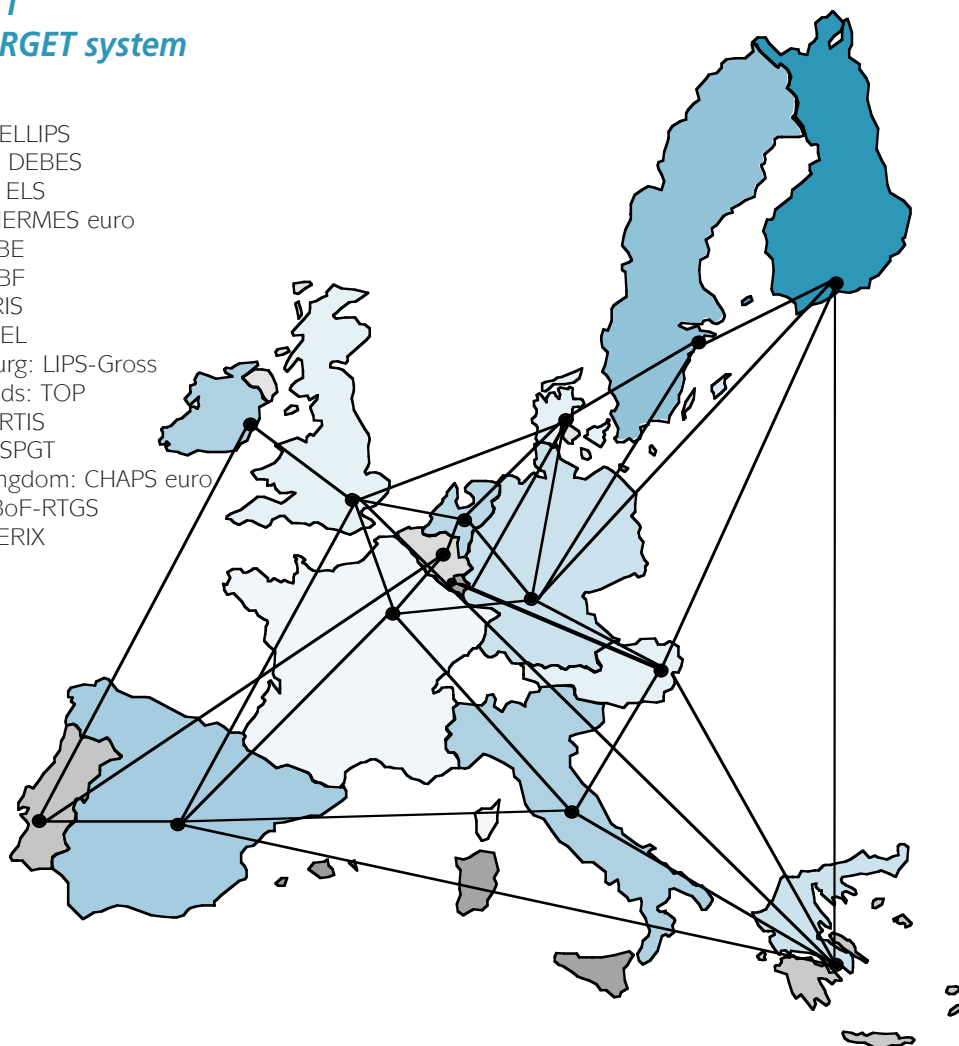 RGET system
ELLIPS
DEBES
ELS
HERMES euro
BE
BF
RIS
EL
urg: LIPS-Gross
ds: TOP
RTIS
SPGT
ngdom: CHAPS euro
BoF-RTGS
ERIX